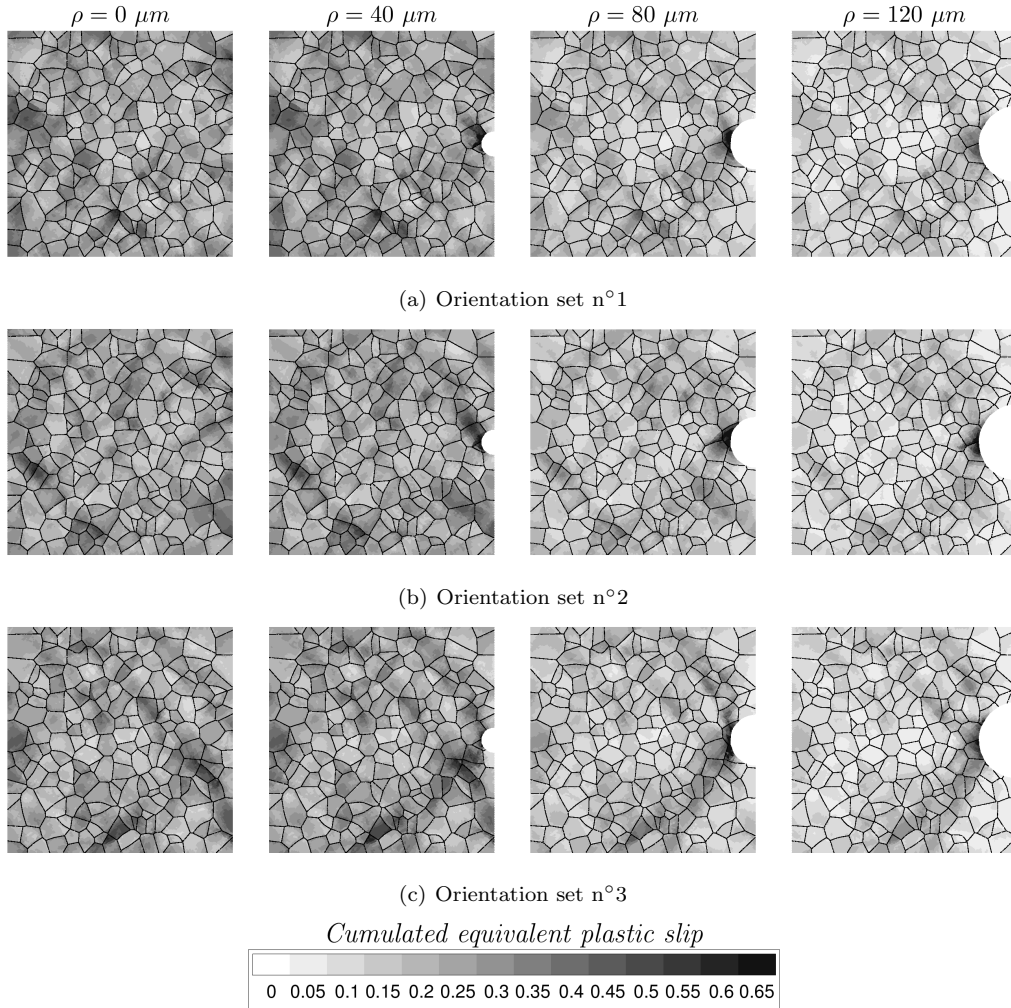 ρ = 0 μm ρ = 40 μm ρ = 80 μm ρ = 120 μm
(a) Orientation set n°1
(b) Orientation set n°2
(c) Orientation set n°3
Cumulated equivalent plastic slip
0 0.05 0.1 0.15 0.2 0.25 0.3 0.35 0.4 0.45 0.5 0.55 0.6 0.65